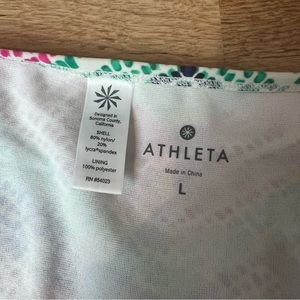 Designed in
Sonoma County,
California
SHELL
80% nylon/
20%
lycra®spandex
LINING
100% polyester
RN #54023
ATHLETA
Made in China
L